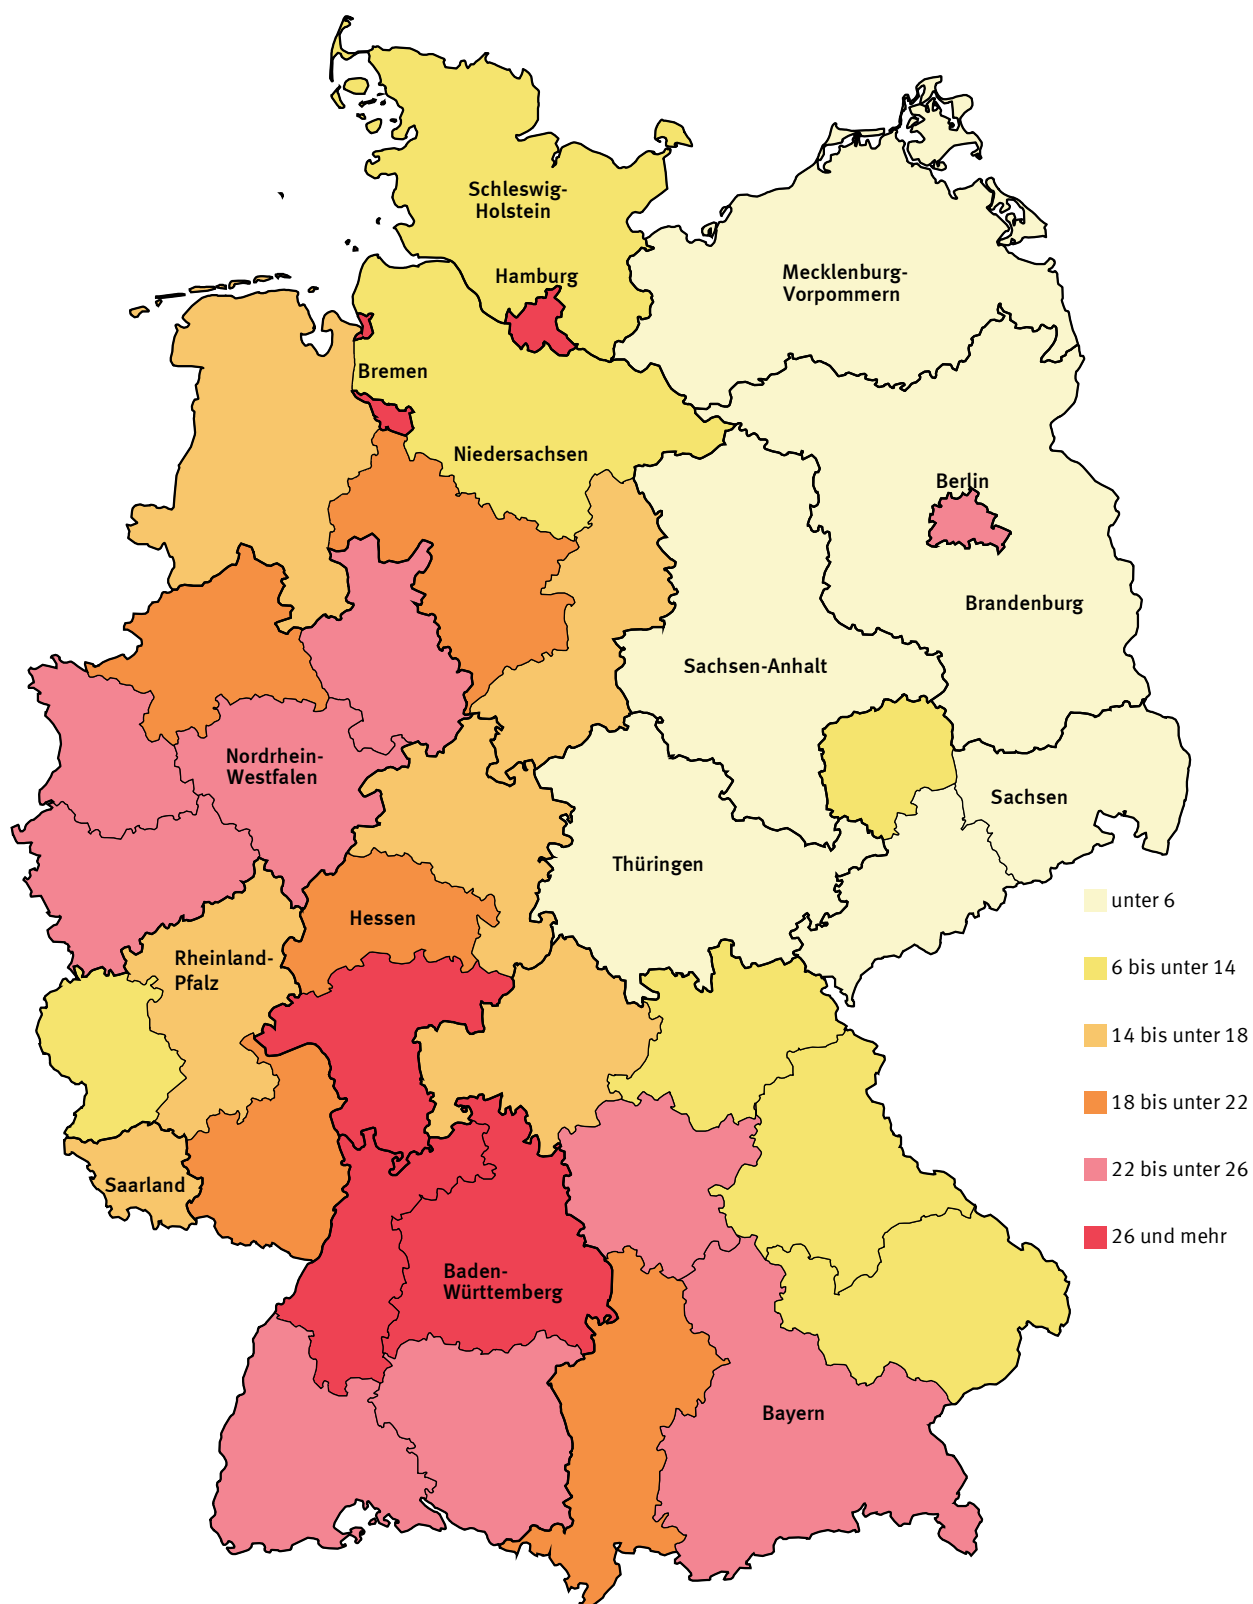 Schleswig-
Holstein
Hamburg
Mecklenburg-
Vorpommern
Bremen
Niedersachsen
Berlin
Brandenburg
Sachsen-Anhalt
Nordrhein-
Westfalen
Sachsen
Thüringen
Hessen
Rheinland-
Pfalz
Saarland
Baden-
Württemberg
Bayern
unter 6
6 bis unter 14
14 bis unter 18
18 bis unter 22
22 bis unter 26
26 und mehr